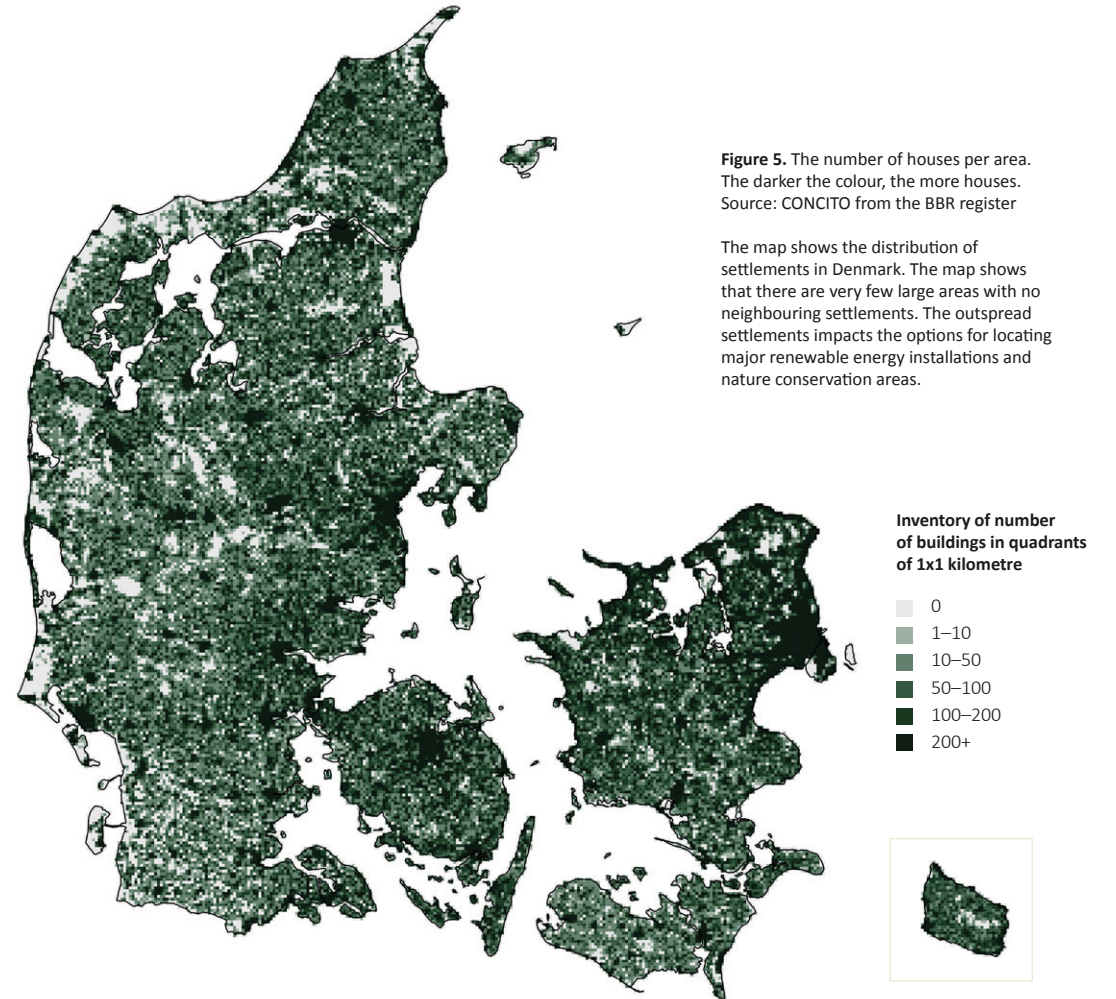 Figure 5. The number of houses per area.
The darker the colour, the more houses.
Source: CONCITO from the BBR register
The map shows the distribution of
settlements in Denmark. The map shows
that there are very few large areas with no
neighbouring settlements. The outspread
settlements impacts the options for locating
major renewable energy installations and
nature conservation areas.
Inventory of number
of buildings in quadrants
of 1x1 kilometre
0
1–10
10–50
50–100
100–200
200+